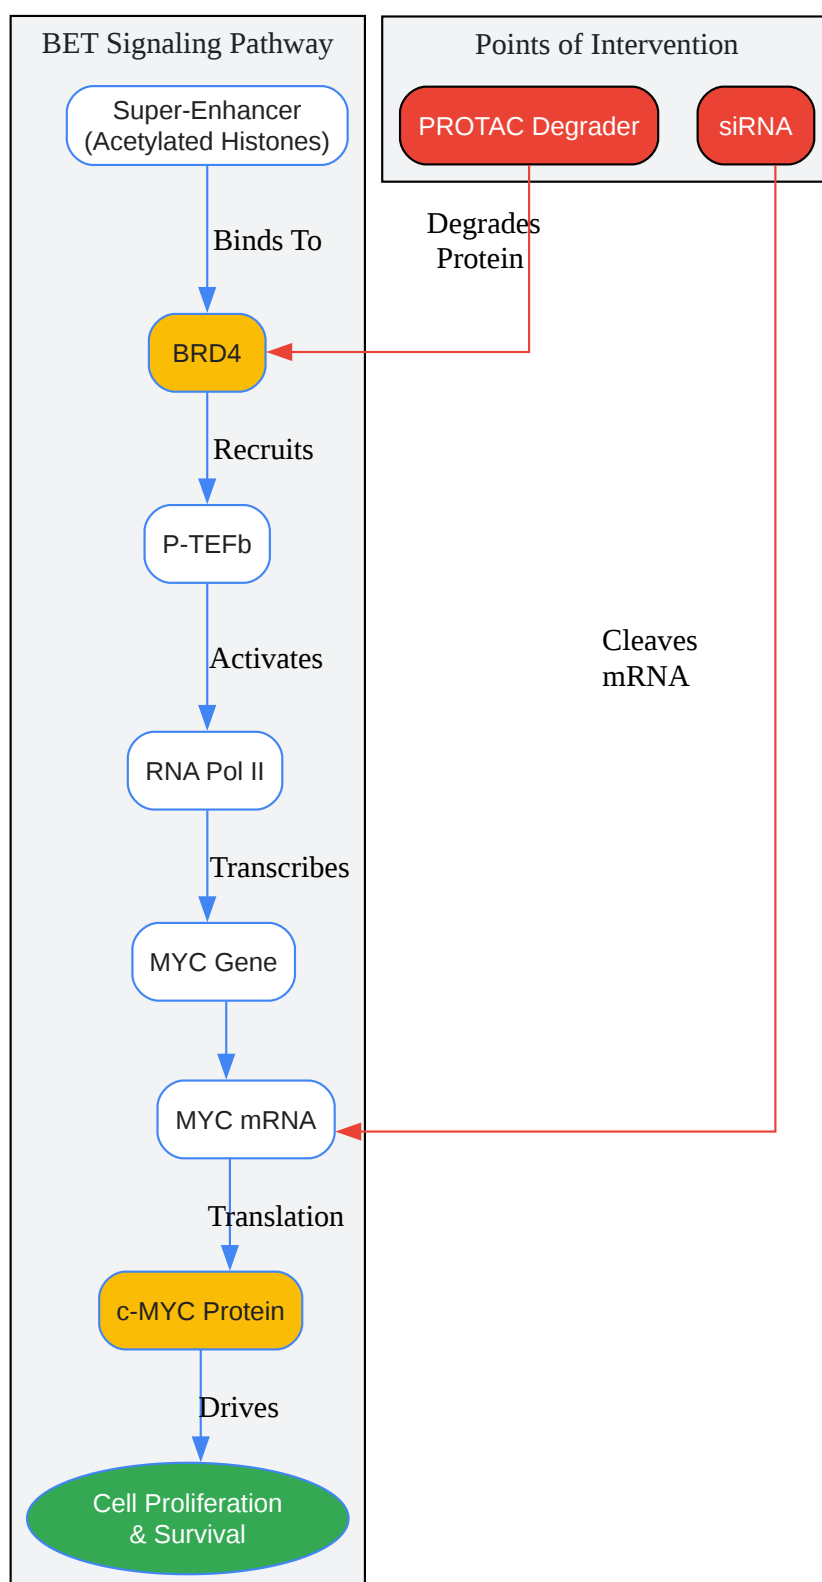 BET Signaling Pathway
Points of Intervention
Super-Enhancer
(Acetylated Histones)
PROTAC Degrader
siRNA
Degrades
Protein
Binds To
BRD4
Recruits
P-TEFb
Cleaves
mRNA
Activates
RNA Pol II
Transcribes
MYC Gene
MYC mRNA
Translation
c-MYC Protein
Drives
Cell Proliferation
& Survival